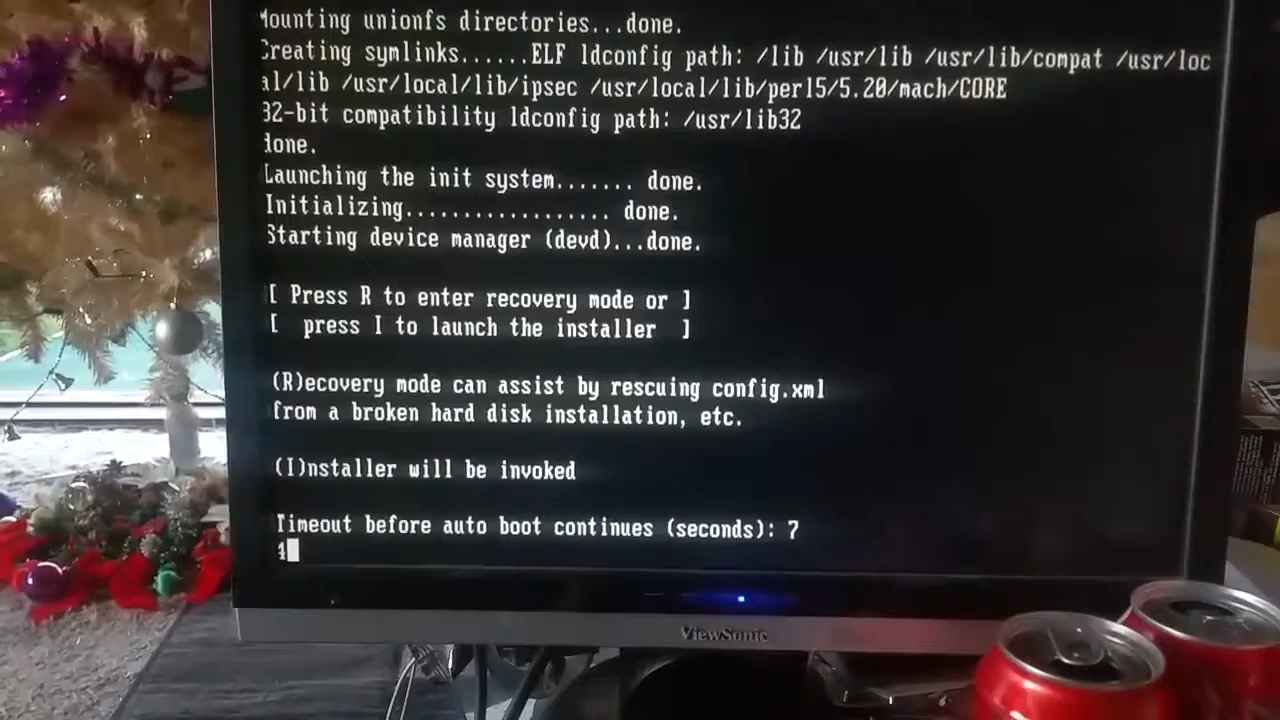 Mounting unionfs directories...done.
Creating symlinks......ELF ldconfig path: /lib /usr/lib /usr/lib/compat /usr/loc
al/lib /usr/local/lib/ipsec /usr/local/lib/perl5/5.20/mach/CORE
32-bit compatibility ldconfig path: /usr/lib32
done.
Launching the init system....... done.
Initializing.................. done.
Starting device manager (devd)...done.
[ Press R to enter recovery mode or ]
[  press I to launch the installer  ]
(R)ecovery mode can assist by rescuing config.xml
from a broken hard disk installation, etc.
(I)nstaller will be invoked
Timeout before auto boot continues (seconds): 7
4
ViewSonic